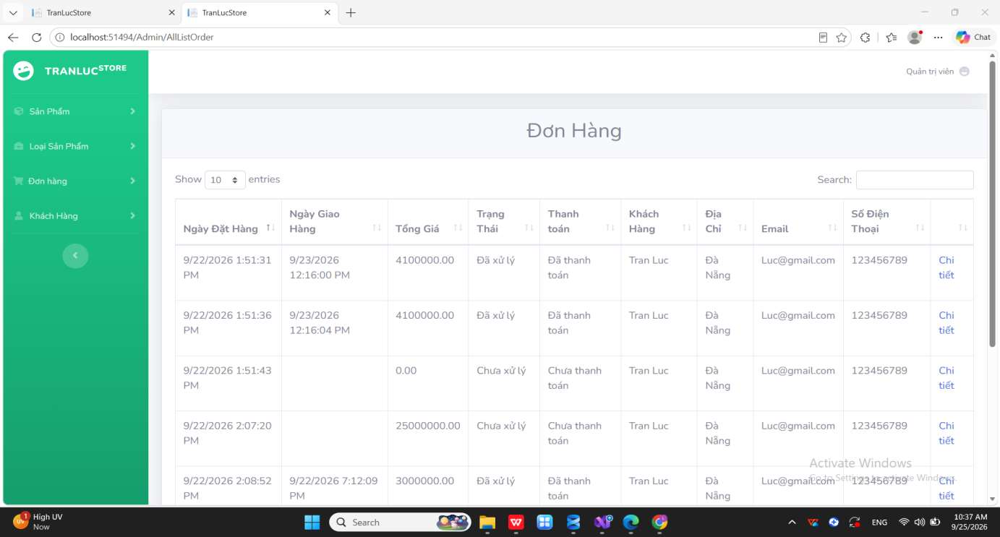 TranLucStore
TranLucStore
localhost:51494/Admin/AllListOrder
Chat
TRANLUCSTORE
Quản trị viên
Sản Phẩm
Loại Sản Phẩm
Đơn hàng
Khách Hàng
Đơn Hàng
Show 10 entries
Search:
Ngày Đặt Hàng
Ngày Giao
Hàng
Tổng Giá
Trạng
Thái
Thanh
toán
Khách
Hàng
Địa
Chỉ
Email
Số Điện
Thoại
9/22/2026 1:51:31
PM
9/23/2026
12:16:00 PM
4100000.00
Đã xử lý
Đã thanh
toán
Tran Luc
Đà
Nẵng
Luc@gmail.com
123456789
Chi
tiết
9/22/2026 1:51:36
PM
9/23/2026
12:16:04 PM
4100000.00
Đã xử lý
Đã thanh
toán
Tran Luc
Đà
Nẵng
Luc@gmail.com
123456789
Chi
tiết
9/22/2026 1:51:43
PM
0.00
Chưa xử lý
Chưa thanh
toán
Tran Luc
Đà
Nẵng
Luc@gmail.com
123456789
Chi
tiết
9/22/2026 2:07:20
PM
25000000.00
Chưa xử lý
Chưa thanh
toán
Tran Luc
Đà
Nẵng
Luc@gmail.com
123456789
Chi
tiết
9/22/2026 2:08:52
PM
9/22/2026 7:12:09
PM
3000000.00
Đã xử lý
Đã thanh
toán
Tran Luc
Đà
Nẵng
Luc@gmail.com
123456789
Chi
tiết
Activate Windows
Go to Settings to activate Windows.
UV
1
High UV
Now
Search
ENG
10:37 AM
9/25/2026